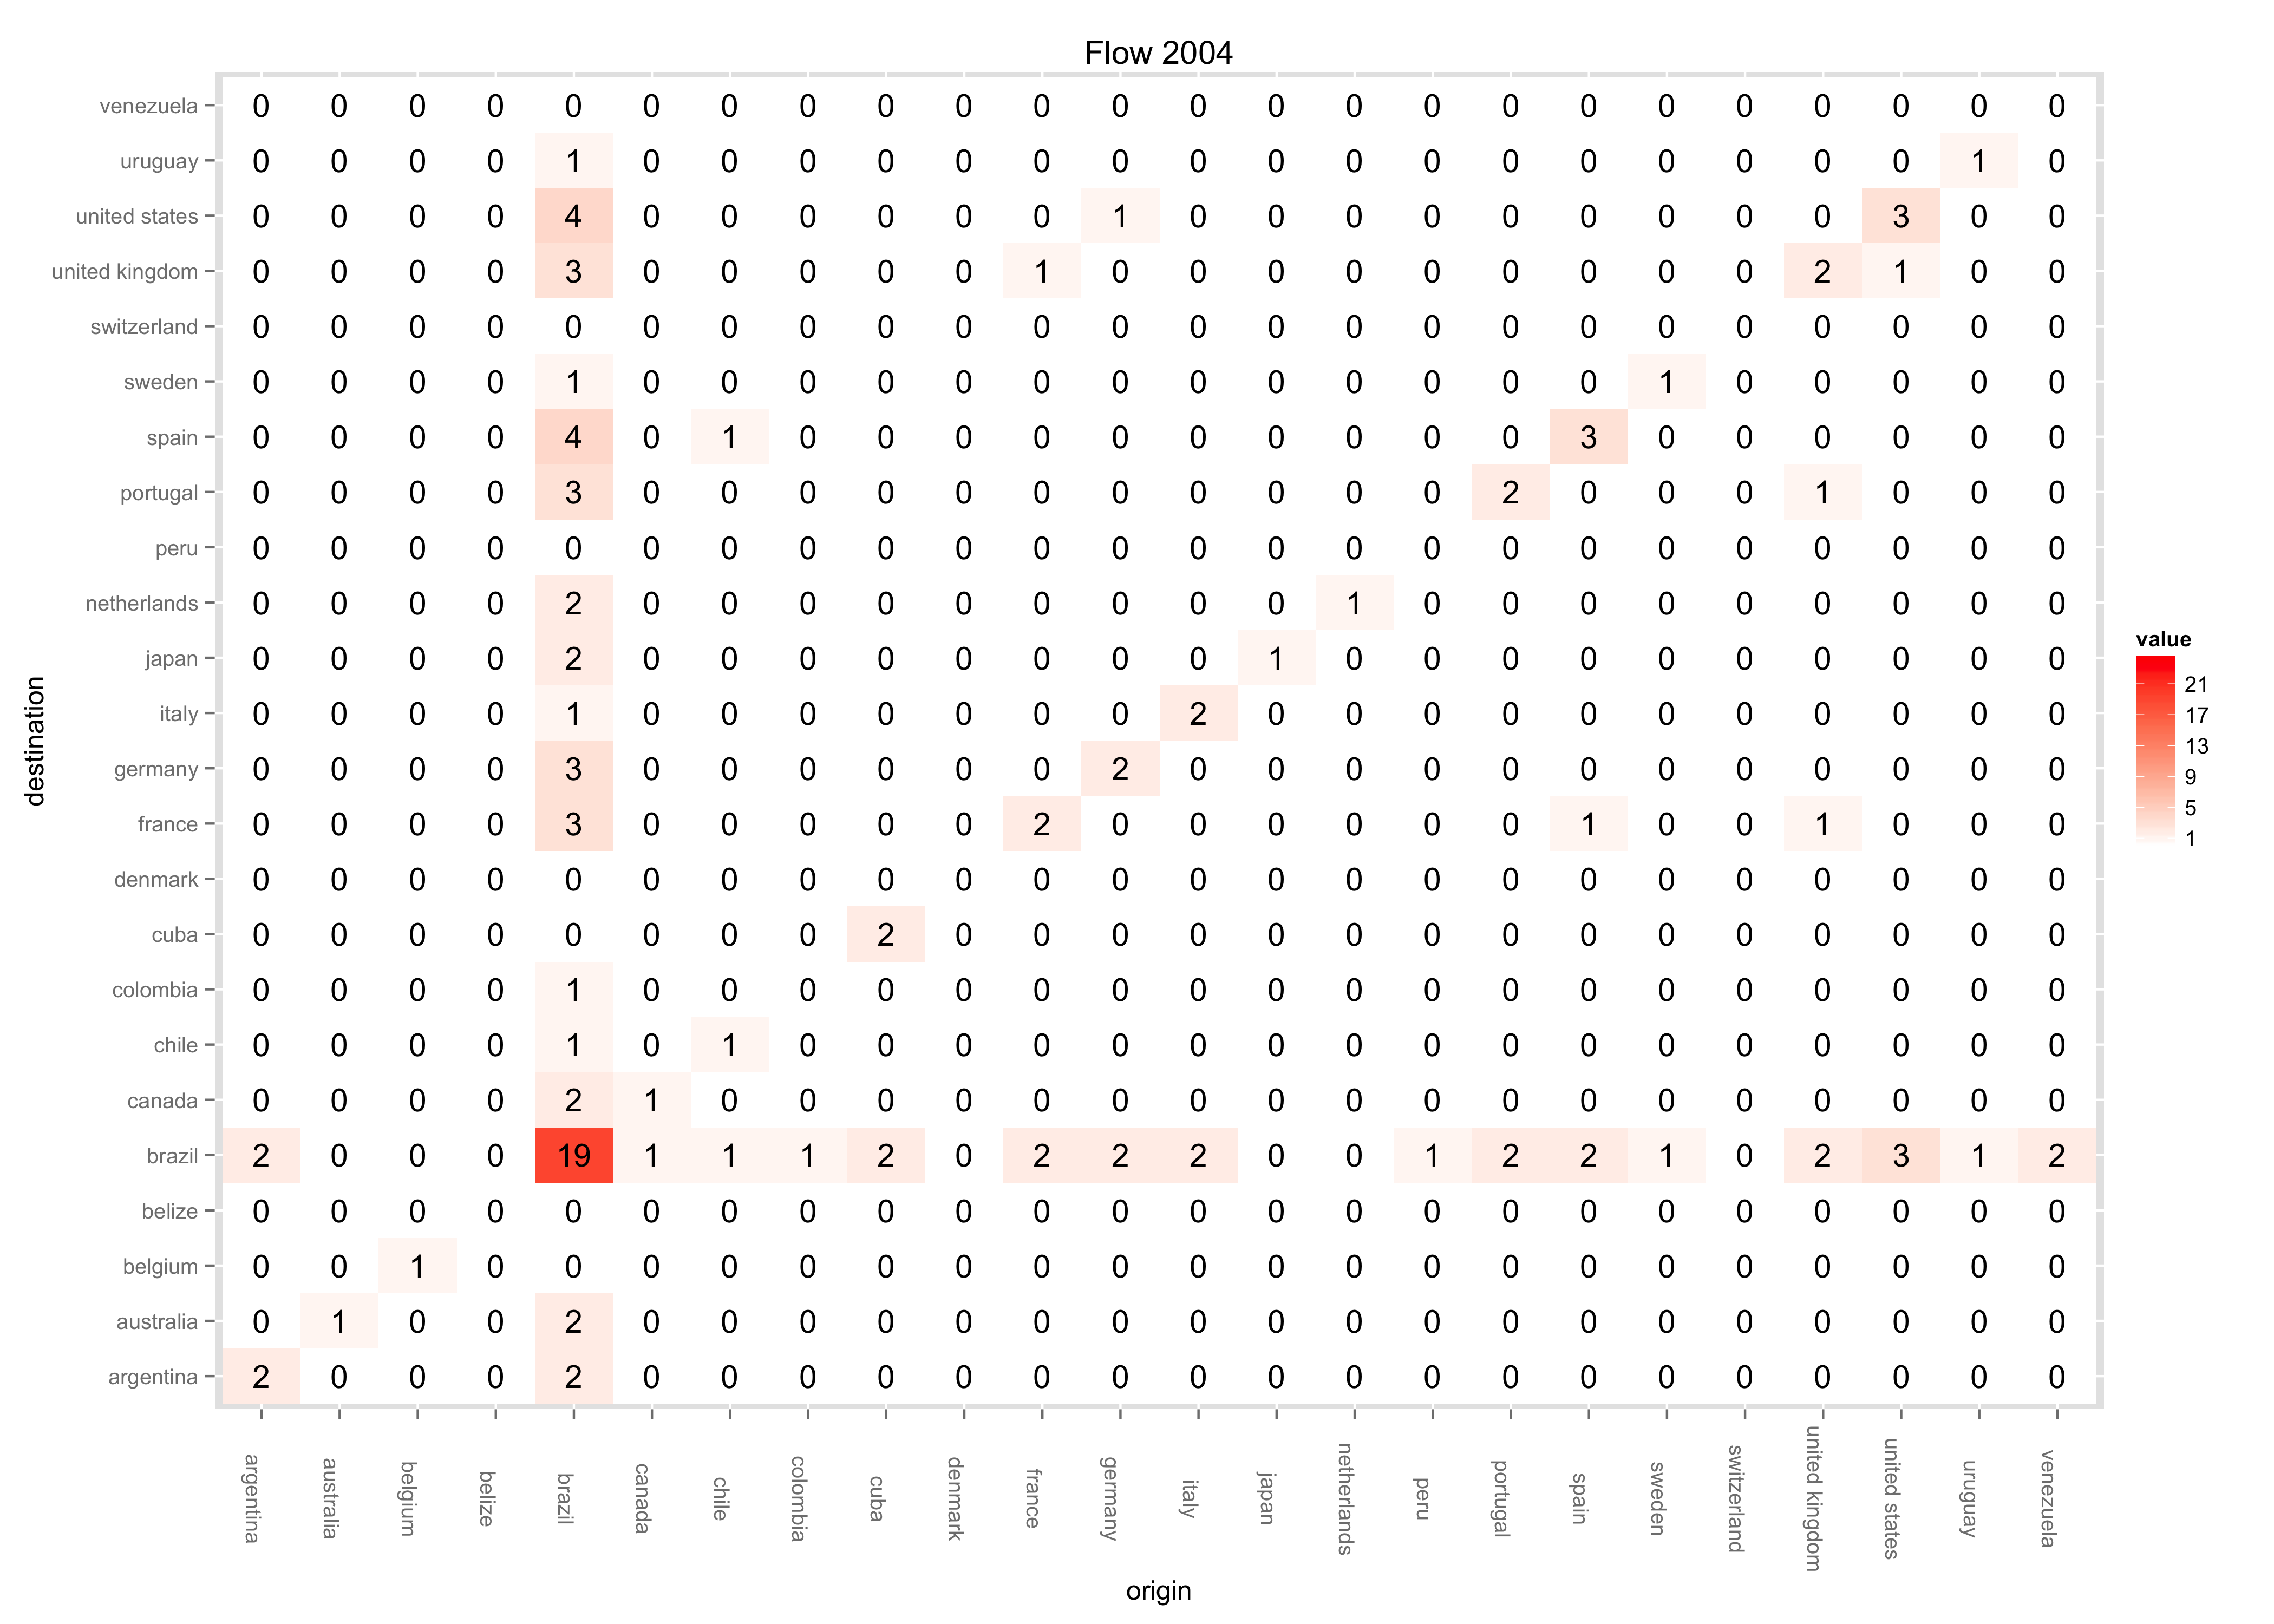 Flow 2004
venezuela 0 0 0 0 0 0 0 0 0 0 0 0 0 0 0 0 0 0 0 0 0 0 0 0
uruguay 0 0 0 0 1 0 0 0 0 0 0 0 0 0 0 0 0 0 0 0 0 0 1 0
united states 0 0 0 0 4 0 0 0 0 0 0 1 0 0 0 0 0 0 0 0 0 3 0 0
united kingdom 0 0 0 0 3 0 0 0 0 0 1 0 0 0 0 0 0 0 0 0 2 1 0 0
switzerland 0 0 0 0 0 0 0 0 0 0 0 0 0 0 0 0 0 0 0 0 0 0 0 0
sweden 0 0 0 0 1 0 0 0 0 0 0 0 0 0 0 0 0 0 1 0 0 0 0 0
spain 0 0 0 0 4 0 1 0 0 0 0 0 0 0 0 0 0 3 0 0 0 0 0 0
portugal 0 0 0 0 3 0 0 0 0 0 0 0 0 0 0 0 2 0 0 0 1 0 0 0
peru 0 0 0 0 0 0 0 0 0 0 0 0 0 0 0 0 0 0 0 0 0 0 0 0
netherlands 0 0 0 0 2 0 0 0 0 0 0 0 0 0 1 0 0 0 0 0 0 0 0 0
japan 0 0 0 0 2 0 0 0 0 0 0 0 0 1 0 0 0 0 0 0 0 0 0 0
italy 0 0 0 0 1 0 0 0 0 0 0 0 2 0 0 0 0 0 0 0 0 0 0 0
germany 0 0 0 0 3 0 0 0 0 0 0 2 0 0 0 0 0 0 0 0 0 0 0 0
france 0 0 0 0 3 0 0 0 0 0 2 0 0 0 0 0 0 1 0 0 1 0 0 0
denmark 0 0 0 0 0 0 0 0 0 0 0 0 0 0 0 0 0 0 0 0 0 0 0 0
cuba 0 0 0 0 0 0 0 0 2 0 0 0 0 0 0 0 0 0 0 0 0 0 0 0
colombia 0 0 0 0 1 0 0 0 0 0 0 0 0 0 0 0 0 0 0 0 0 0 0 0
chile 0 0 0 0 1 0 1 0 0 0 0 0 0 0 0 0 0 0 0 0 0 0 0 0
canada 0 0 0 0 2 1 0 0 0 0 0 0 0 0 0 0 0 0 0 0 0 0 0 0
brazil 2 0 0 0 19 1 1 1 2 0 2 2 2 0 0 1 2 2 1 0 2 3 1 2
belize 0 0 0 0 0 0 0 0 0 0 0 0 0 0 0 0 0 0 0 0 0 0 0 0
belgium 0 0 1 0 0 0 0 0 0 0 0 0 0 0 0 0 0 0 0 0 0 0 0 0
australia 0 1 0 0 2 0 0 0 0 0 0 0 0 0 0 0 0 0 0 0 0 0 0 0
argentina 2 0 0 0 2 0 0 0 0 0 0 0 0 0 0 0 0 0 0 0 0 0 0 0
destination
argentina
australia
belgium
belize
brazil
canada
chile
colombia
cuba
denmark
france
germany
italy
japan
netherlands
peru
portugal
spain
sweden
switzerland
united kingdom
united states
uruguay
venezuela
origin
value
21
17
13
9
5
1